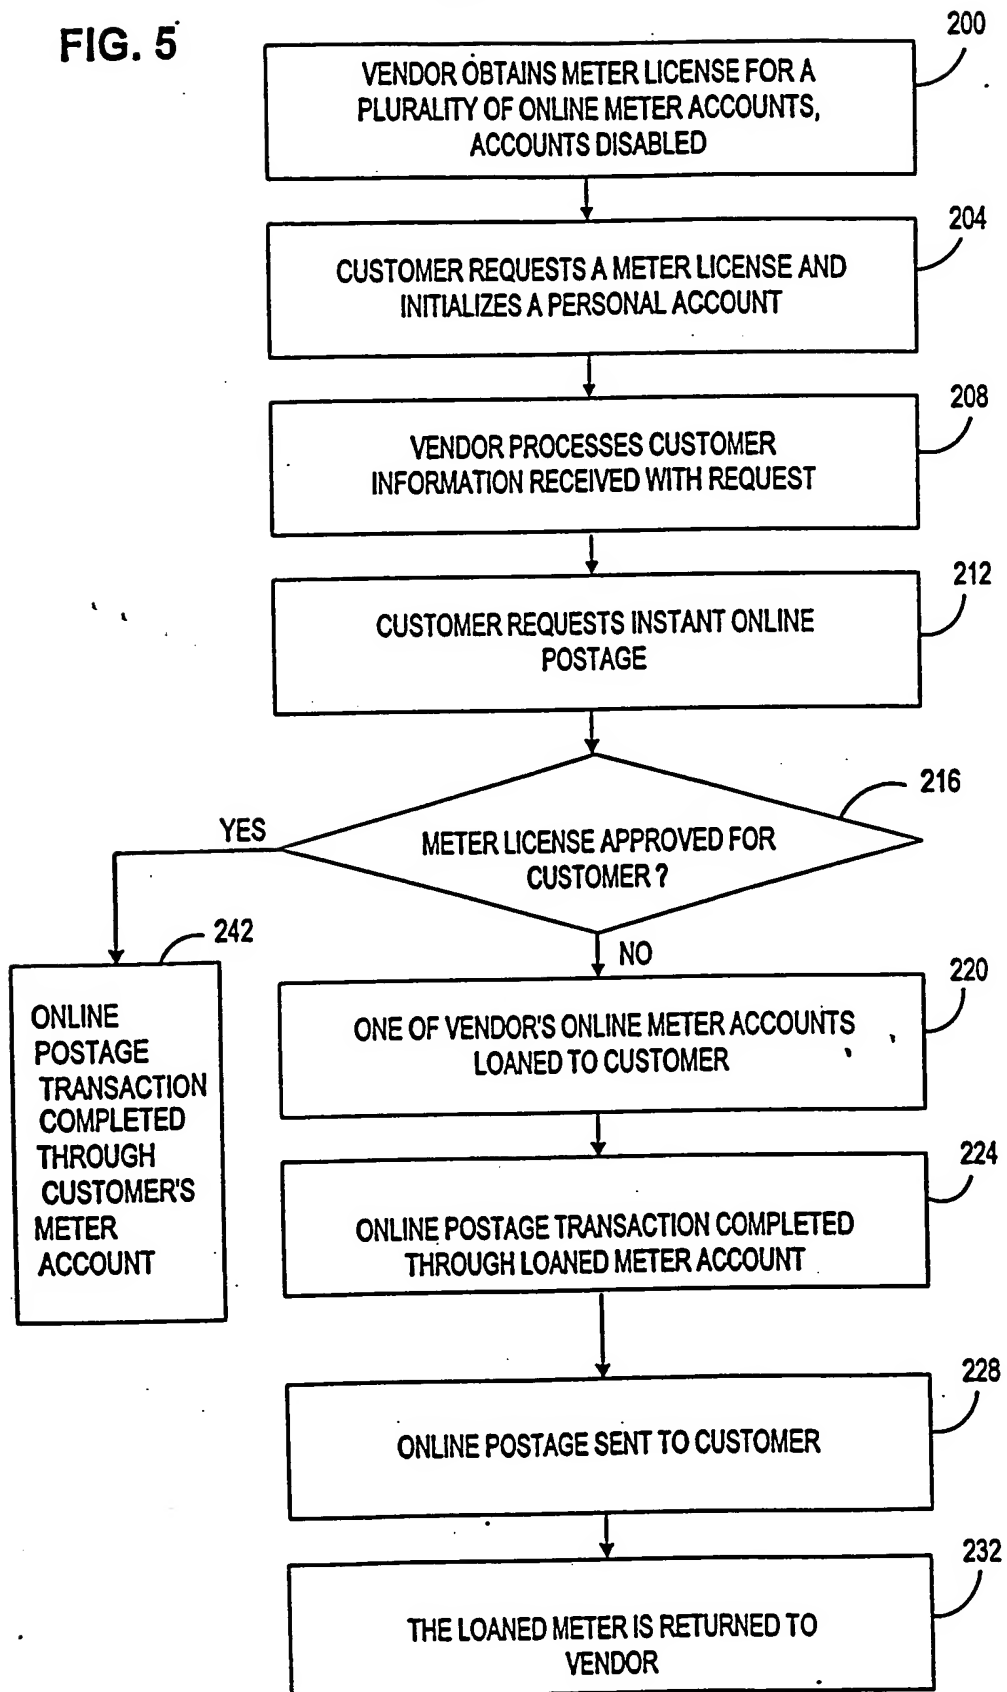 FIG. 5
200
VENDOR OBTAINS METER LICENSE FOR A
PLURALITY OF ONLINE METER ACCOUNTS,
ACCOUNTS DISABLED
204
CUSTOMER REQUESTS A METER LICENSE AND
INITIALIZES A PERSONAL ACCOUNT
208
VENDOR PROCESSES CUSTOMER
INFORMATION RECEIVED WITH REQUEST
212
CUSTOMER REQUESTS INSTANT ONLINE
POSTAGE
216
METER LICENSE APPROVED FOR
CUSTOMER ?
YES
242
ONLINE
POSTAGE
TRANSACTION
COMPLETED
THROUGH
CUSTOMER'S
METER
ACCOUNT
NO
220
ONE OF VENDOR'S ONLINE METER ACCOUNTS
LOANED TO CUSTOMER
224
ONLINE POSTAGE TRANSACTION COMPLETED
THROUGH LOANED METER ACCOUNT
228
ONLINE POSTAGE SENT TO CUSTOMER
232
THE LOANED METER IS RETURNED TO
VENDOR